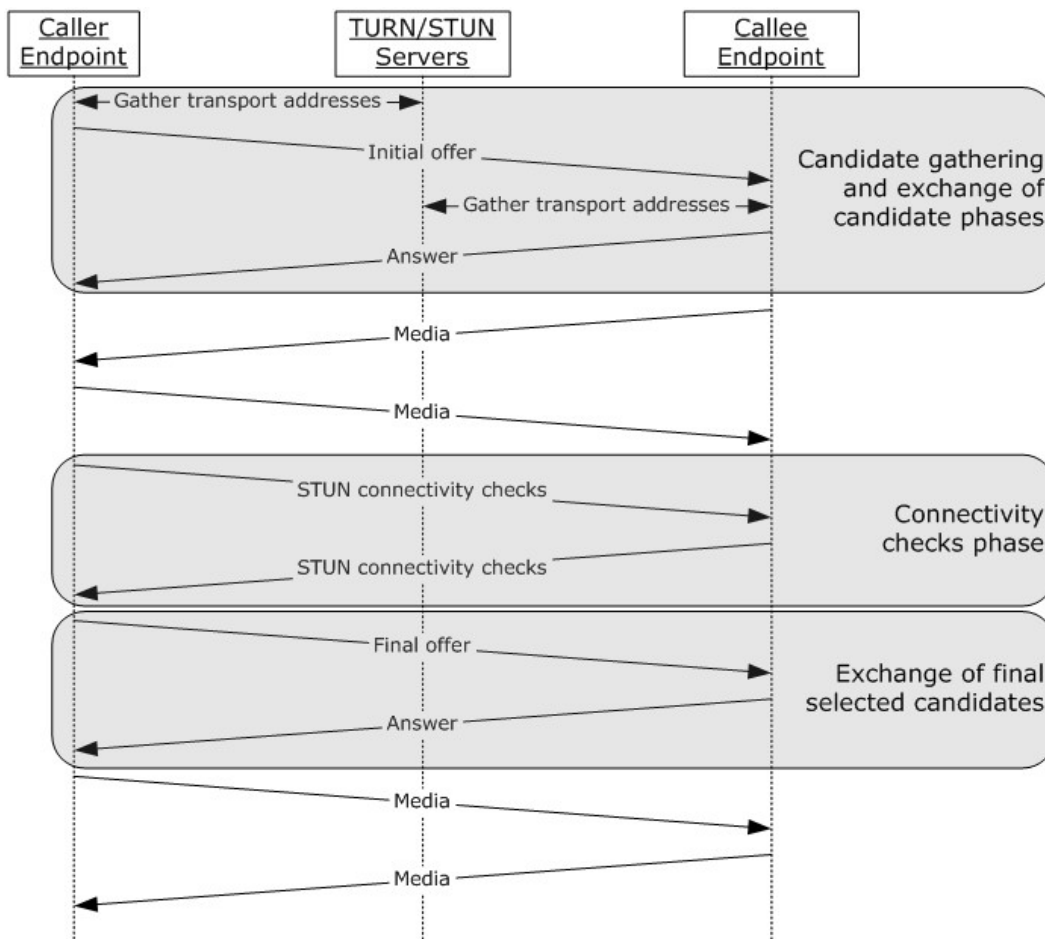 Caller
Endpoint
TURN/STUN
Servers
Callee
Endpoint
Gather transport addresses
Initial offer
Gather transport addresses
Answer
Candidate gathering
and exchange of
candidate phases
Media
Media
STUN connectivity checks
STUN connectivity checks
Connectivity
checks phase
Final offer
Answer
Exchange of final
selected candidates
Media
Media